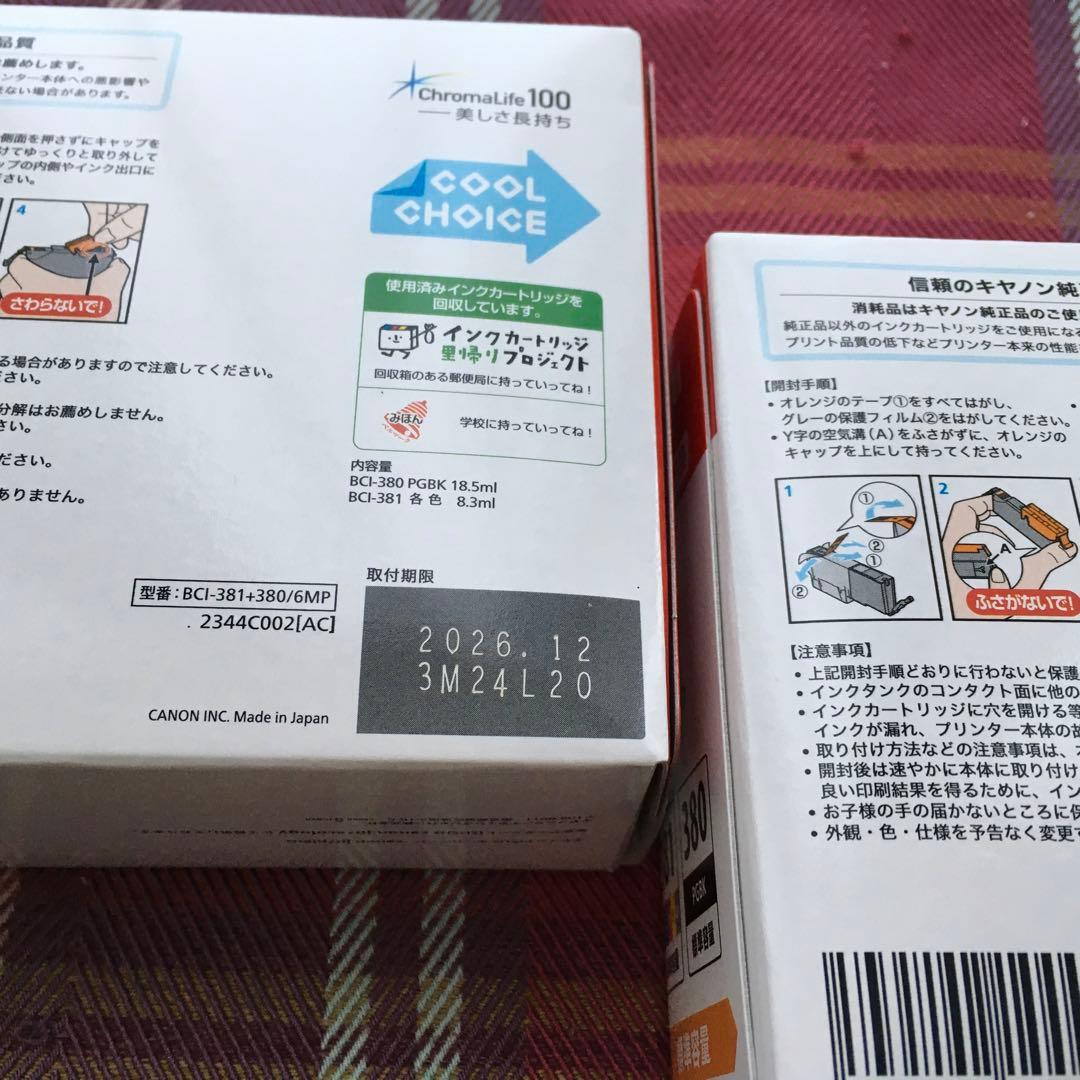 品質
薦めします。
ンター本体への悪影響や
きない場合があります。
側面を押さずにキャップを
けてゆっくりと取り外して
ップの内側やインク出口に
ださい。
4
さわらないで!
る場合がありますので注意してください。
ださい。
分解はお薦めしません。
さい。
ださい。
ありません。
ChromaLife100
美しさ長持ち
COOL
CHOICE
使用済みインクカートリッジを
回収しています。
インクカートリッジ
里帰りプロジェクト
回収箱のある郵便局に持っていってね!
みほん
ベルマーク
学校に持っていってね!
内容量
BCI-380 PGBK 18.5ml
BCI-381 各色 8.3ml
取付期限
型番:BCI-381+380/6MP
2344C002[AC]
2026.12
3M24L20
CANON INC. Made in Japan
信頼のキヤノン純
消耗品はキヤノン純正品のご使
純正品以外のインクカートリッジをご使用になる
プリント品質の低下などプリンター本来の性能
【開封手順】
• オレンジのテープ①をすべてはがし、
グレーの保護フィルム②をはがしてください。
• Y字の空気溝(A)をふさがずに、オレンジの
キャップを上にして持ってください。
1
①
②
①
②
2
A
ふさがないで!
【注意事項】
• 上記開封手順どおりに行わないと保護
• インクタンクのコンタクト面に他の
• インクカートリッジに穴を開ける等
インクが漏れ、プリンター本体の故
• 取り付け方法などの注意事項は、
• 開封後は速やかに本体に取り付け
良い印刷結果を得るために、イン
• お子様の手の届かないところに保
• 外観・色・仕様を予告なく変更
380
PGBK
標準容量